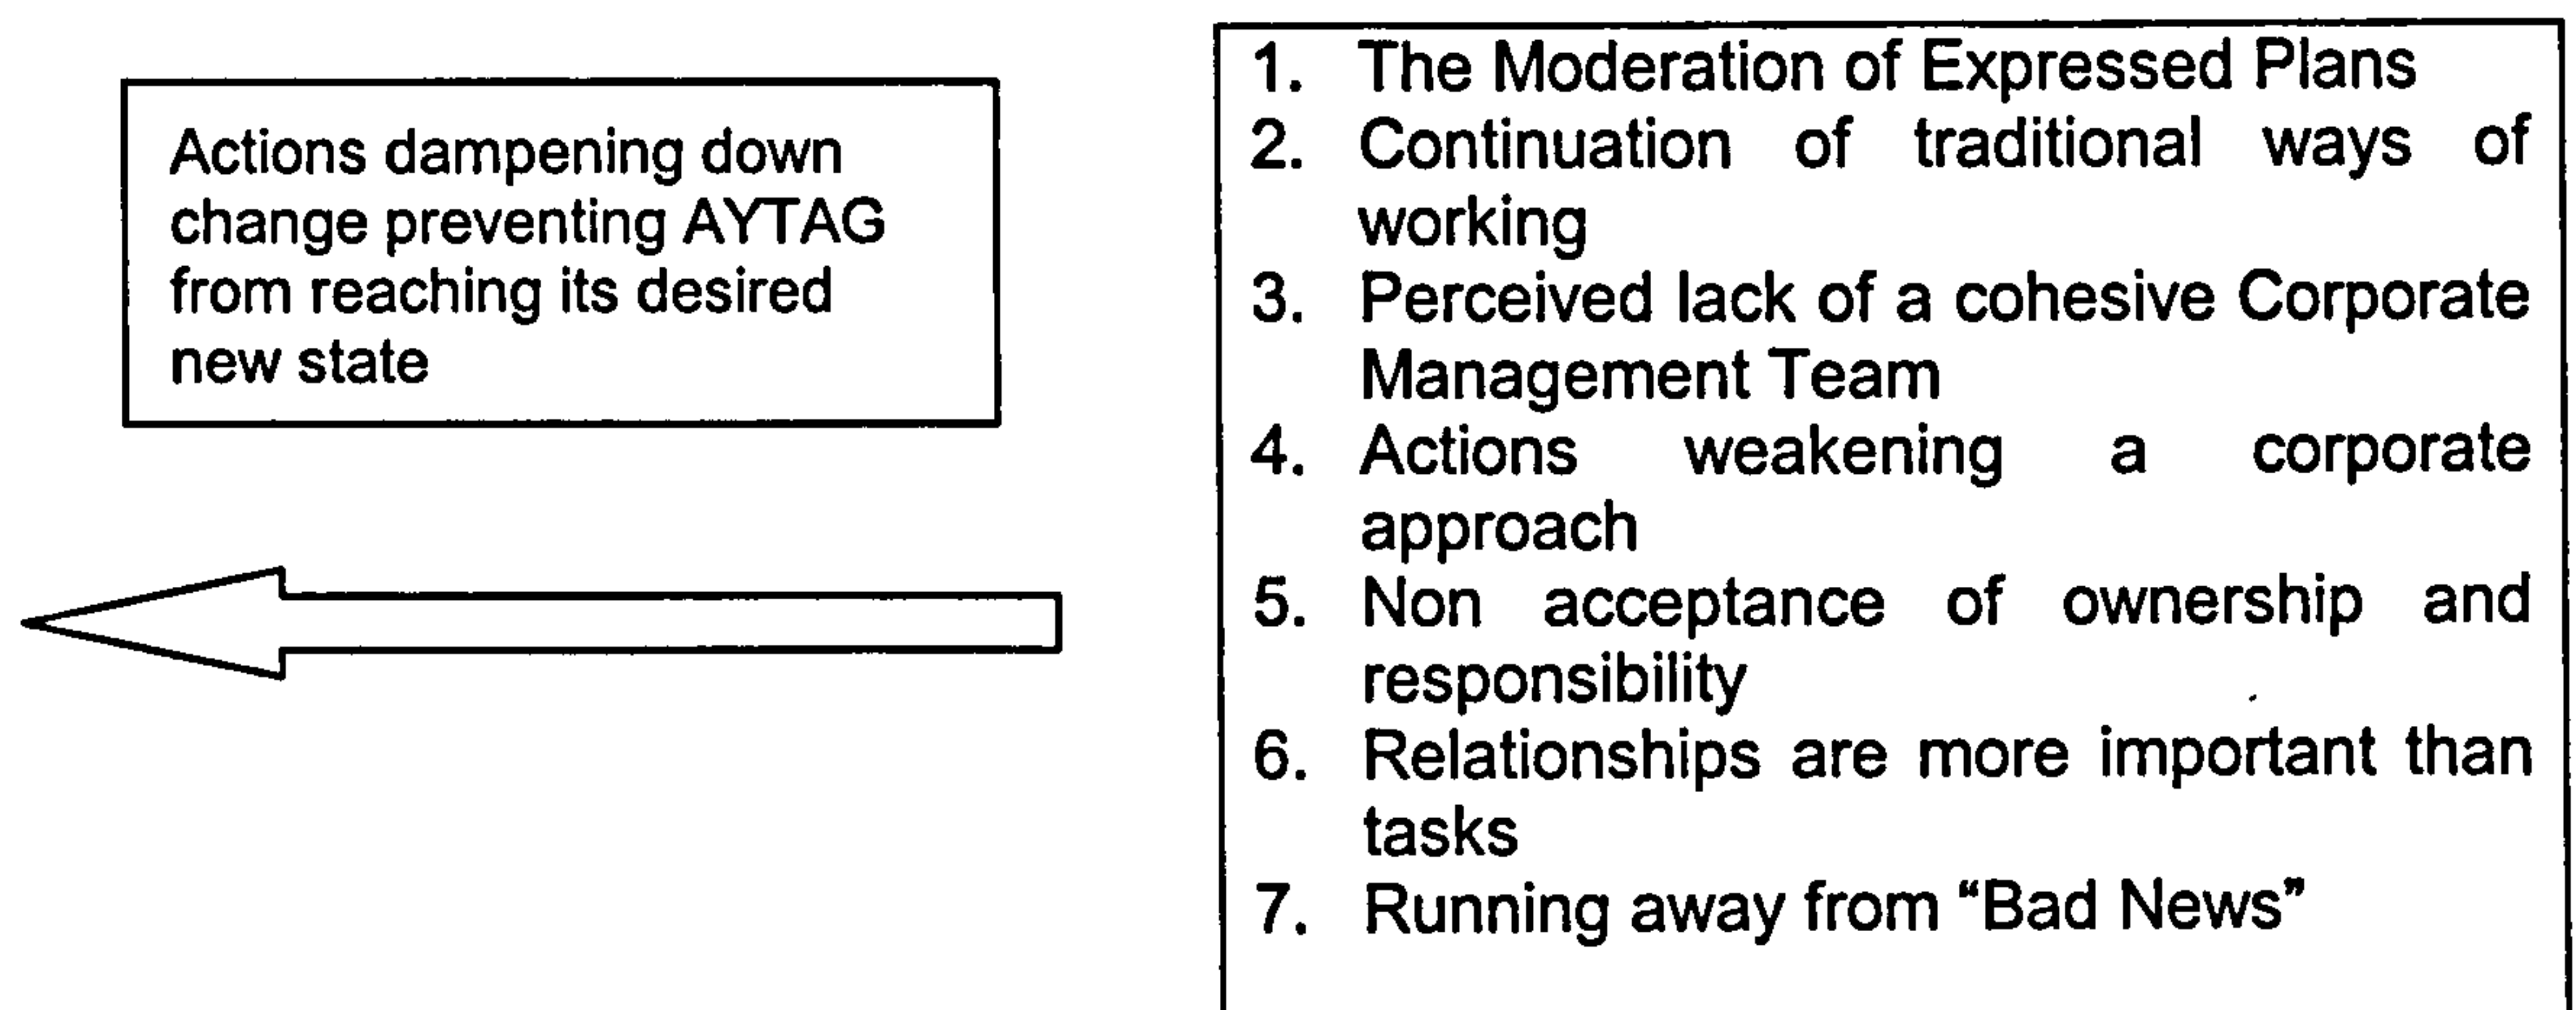 Actions dampening down
change preventing AYTAG
from reaching its desired
new state
1. The Moderation of Expressed Plans
2. Continuation of traditional ways of
working
3. Perceived lack of a cohesive Corporate
Management Team
4. Actions weakening a corporate
approach
5. Non acceptance of ownership and
responsibility
6. Relationships are more important than
tasks
7. Running away from “Bad News”